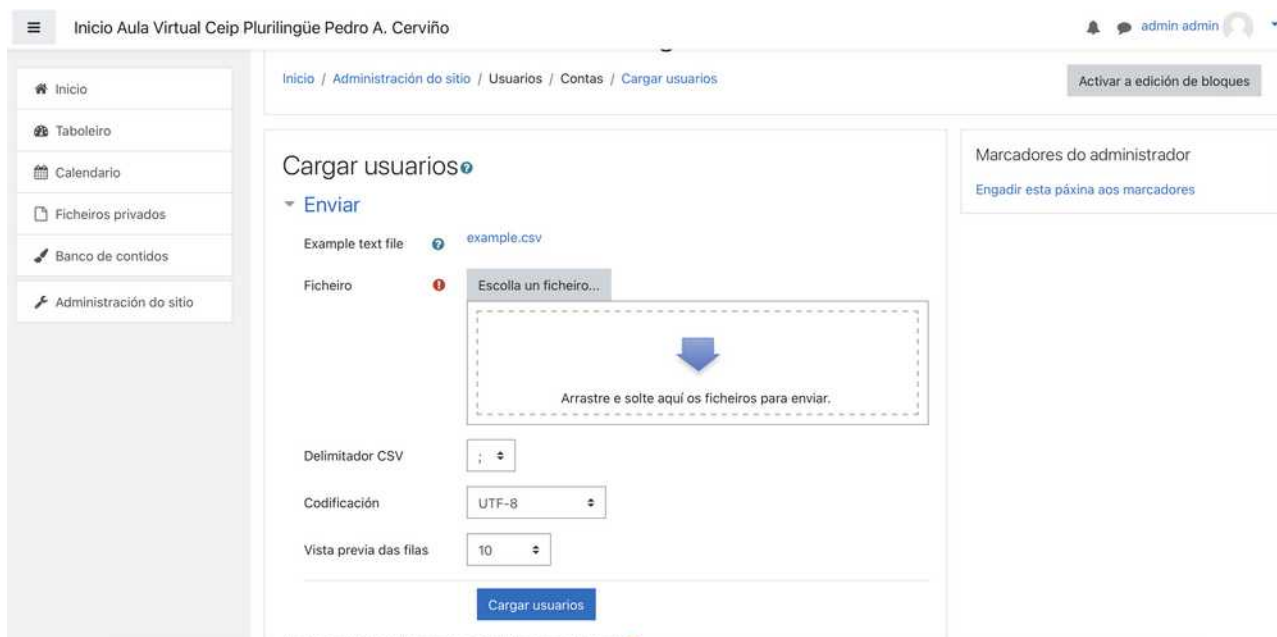 Inicio Aula Virtual Ceip Plurilingüe Pedro A. Cerviño
admin admin
Inicio
Taboleiro
Calendario
Ficheiros privados
Banco de contidos
Administración do sitio
Inicio / Administración do sitio / Usuarios / Contas / Cargar usuarios
Activar a edición de bloques
Cargar usuarios
Enviar
Example text file
example.csv
Ficheiro
Escolla un ficheiro...
Arrastre e solte aquí os ficheiros para enviar.
Delimitador CSV
;
Codificación
UTF-8
Vista previa das filas
10
Cargar usuarios
Marcadores do administrador
Engadir esta páxina aos marcadores